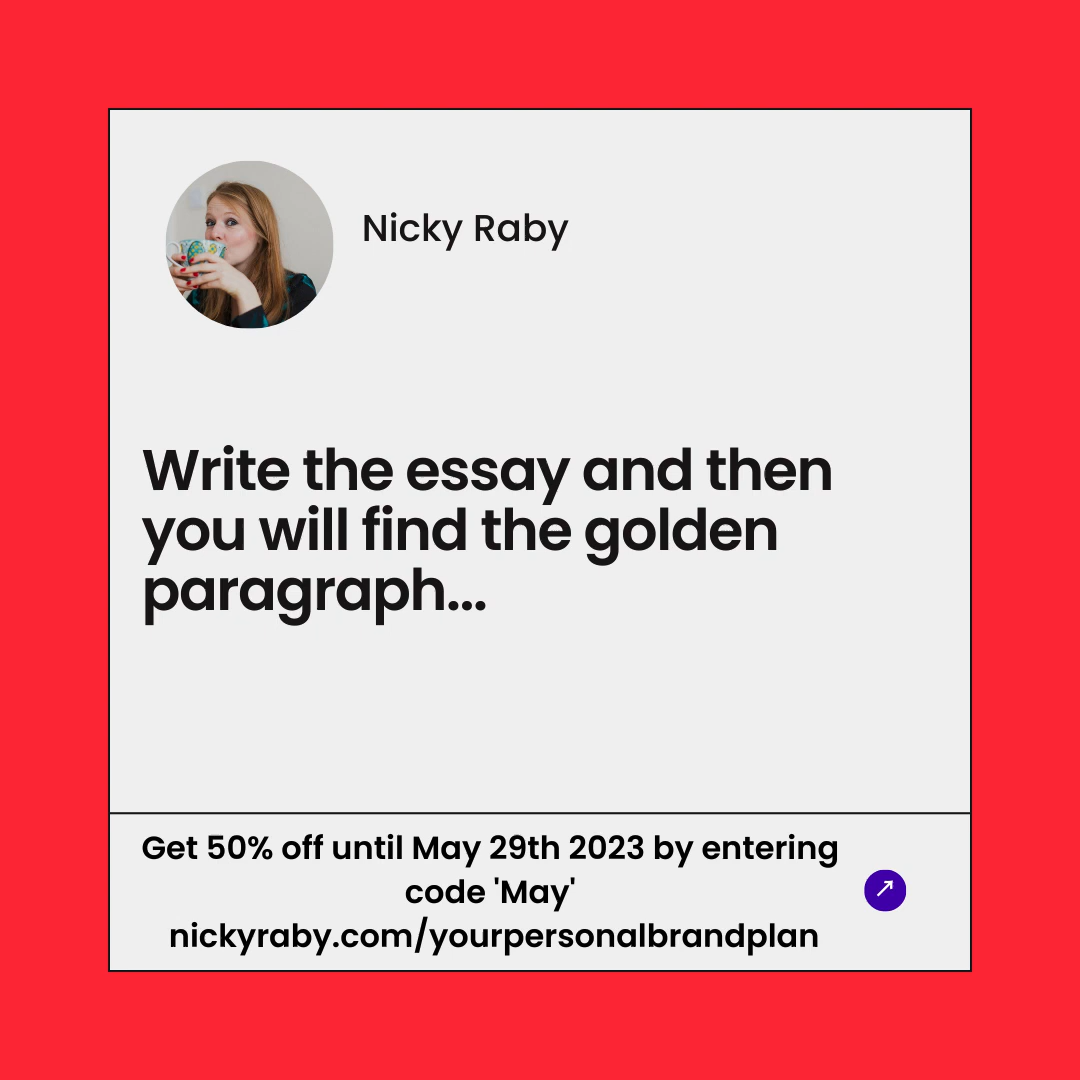 Nicky Raby
Write the essay and then
you will find the golden
paragraph...
Get 50% off until May 29th 2023 by entering
code 'May'
nickyraby.com/yourpersonalbrandplan